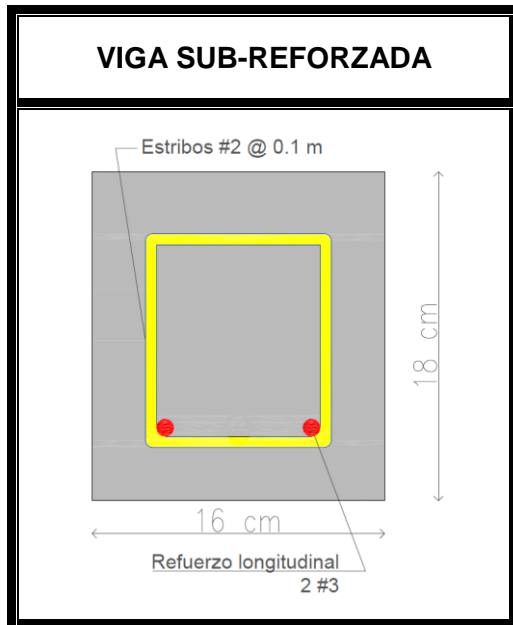 VIGA SUB-REFORZADA
Estribos #2 @ 0.1 m
18 cm
16 cm
Refuerzo longitudinal
2 #3